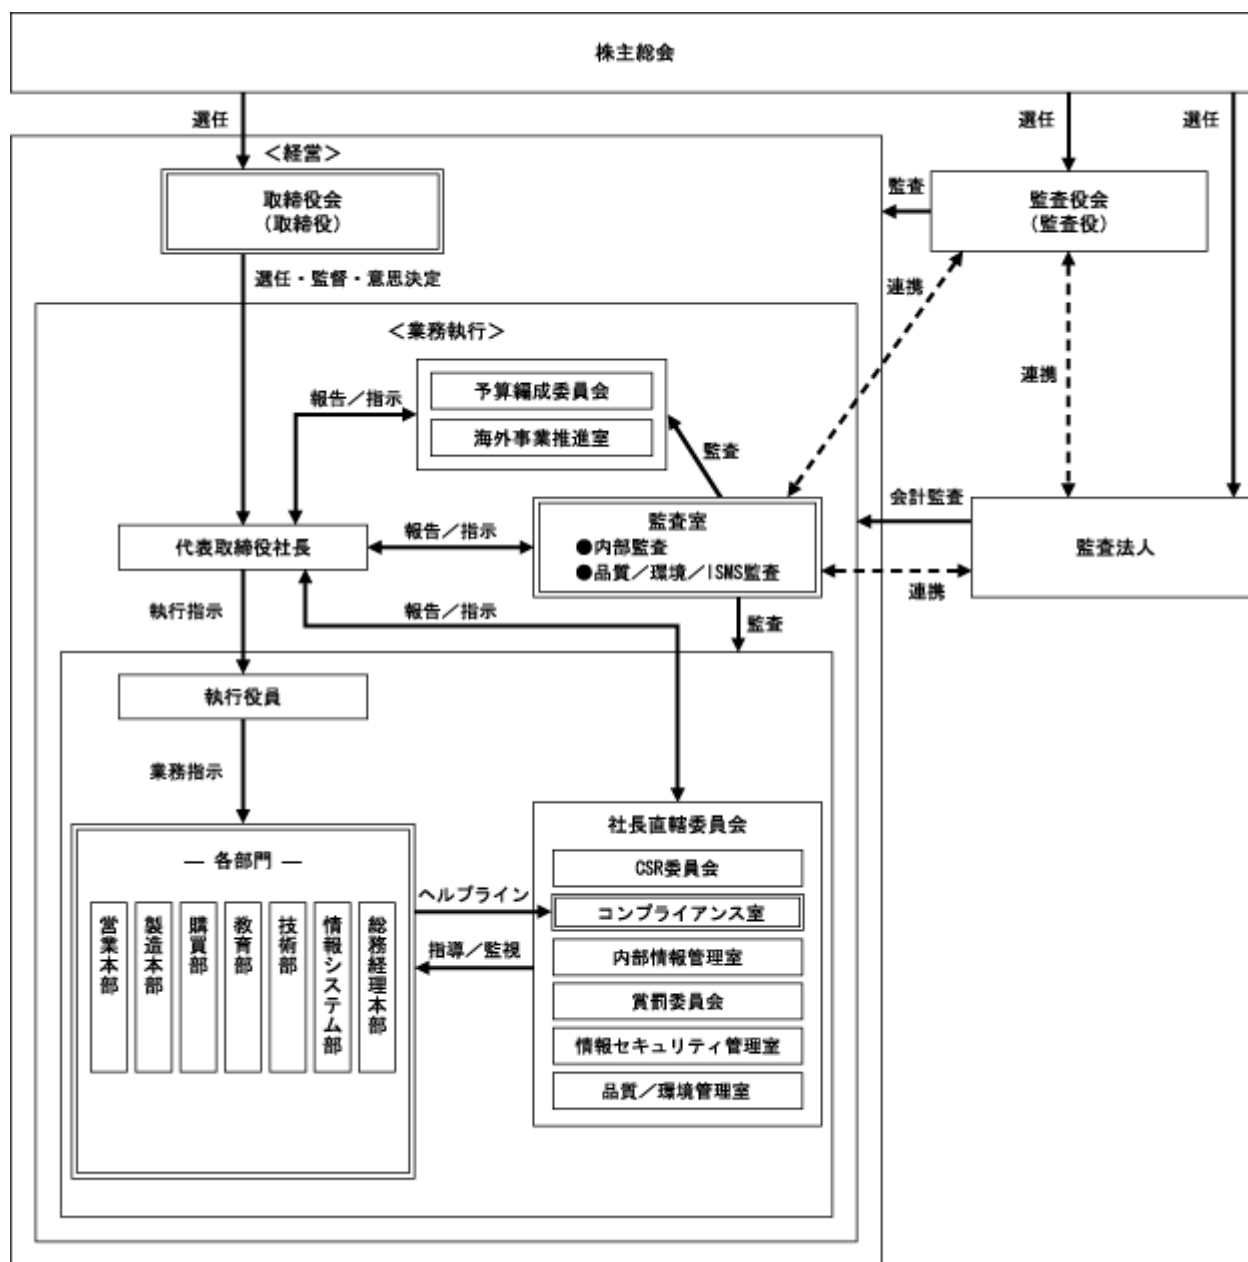 株主総会
選任
選任
選任
＜経営＞
取締役会
(取締役)
監査
監査役会
(監査役)
選任・監督・意思決定
連携
＜業務執行＞
予算編成委員会
報告／指示
海外事業推進室
監査
連携
会計監査
監査室
●内部監査
●品質／環境／ISMS監査
代表取締役社長
報告／指示
監査法人
連携
執行指示
報告／指示
監査
執行役員
業務指示
社長直轄委員会
― 各部門 ―
CSR委員会
ヘルプライン
コンプライアンス室
指導／監視
内部情報管理室
賞罰委員会
情報セキュリティ管理室
品質／環境管理室
営業本部
製造本部
購買部
教育部
技術部
情報システム部
総務経理本部